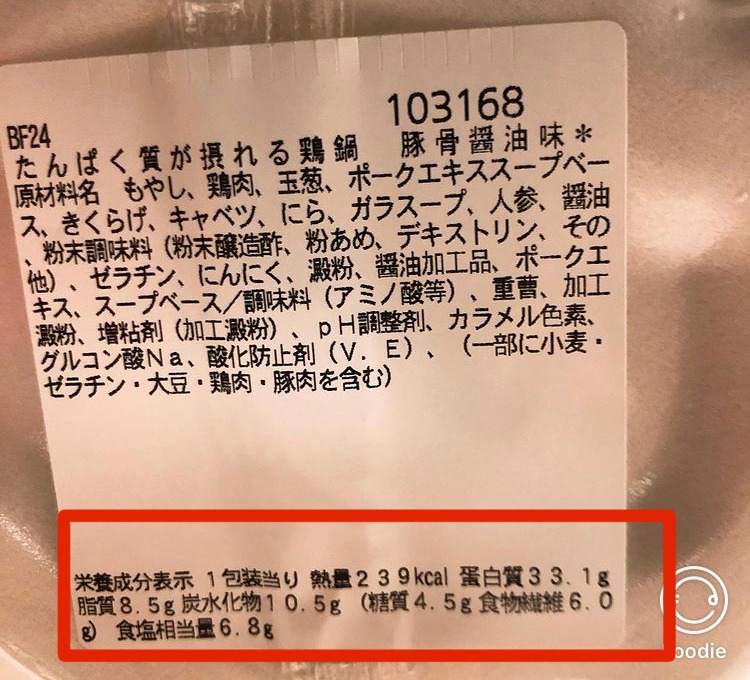 103168
BF24
たんぱく質が摂れる鶏鍋　豚骨醤油味＊
原材料名　もやし、鶏肉、玉葱、ポークエキススープベー
ス、きくらげ、キャベツ、にら、ガラスープ、人参、醤油
、粉末調味料（粉末醸造酢、粉あめ、デキストリン、その
他）、ゼラチン、にんにく、澱粉、醤油加工品、ポークエ
キス、スープベース／調味料（アミノ酸等）、重曹、加工
澱粉、増粘剤（加工澱粉）、ｐＨ調整剤、カラメル色素、
グルコン酸Ｎａ、酸化防止剤（Ｖ．Ｅ）、（一部に小麦・
ゼラチン・大豆・鶏肉・豚肉を含む）
栄養成分表示　１包装当り　熱量２３９kcal　蛋白質３３.１g
脂質８.５g 炭水化物１０.５g　（糖質４.５g 食物繊維６.０
g）　食塩相当量６.８g
oodie